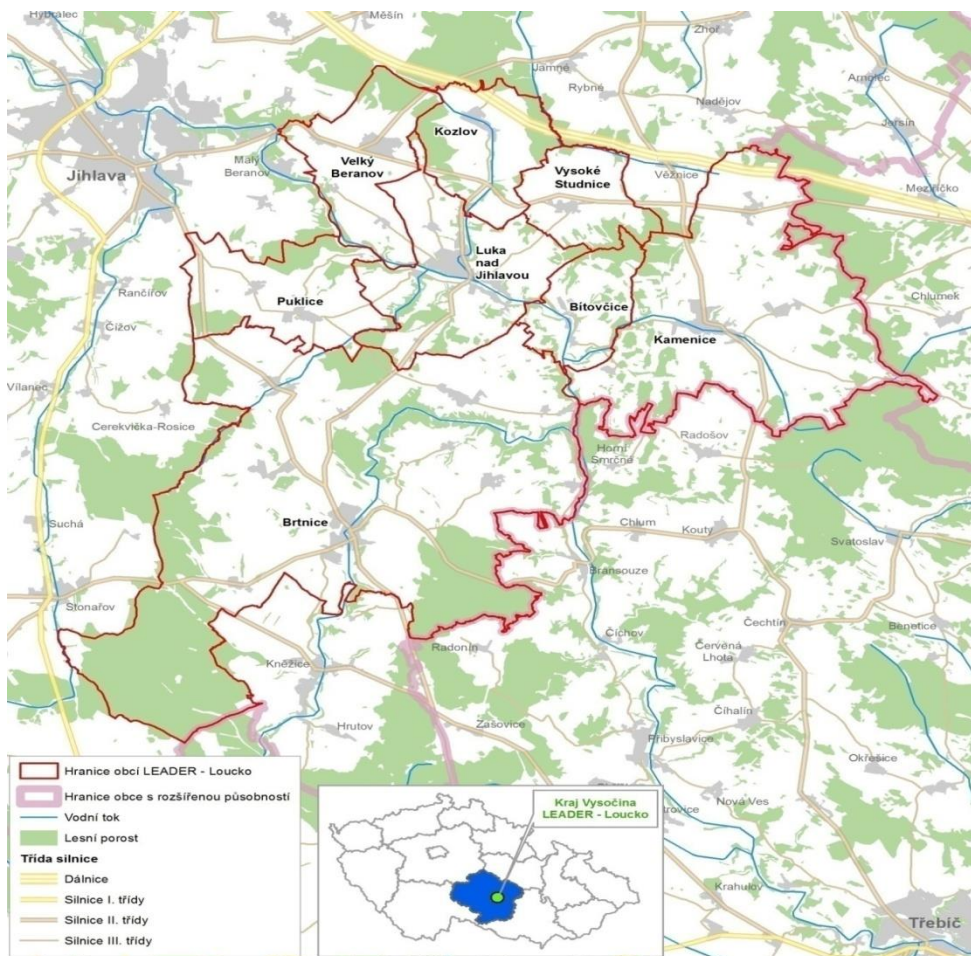 Hybrálec
Měšín
Zhoř
Jamné
Rybné
Arnolec
Nadějov
Jersín
Kozlov
Jihlava
Malý
Beranov
Velký
Beranov
Vysoké
Studnice
Věžnice
Meziříčko
Luka
nad
Jihlavou
Rančířov
Puklice
Bítovčice
Chlumek
Čížov
Kamenice
Vílanec
Cerekvička-Rosice
Radošov
Horní
Smrčné
Suchá
Brtnice
Chlum
Kouty
Svatoslav
Bransouze
Stonařov
Číchov
Čechtín
Benetice
Radonín
Červená
Lhota
Kněžice
Číhalín
Hrutov
Zašovice
Přibyslavice
Okřešice
Nová Ves
Krahulov
Třebíč
Hranice obcí LEADER - Loucko
Hranice obce s rozšířenou působností
Vodní tok
Lesní porost
Třída silnice
Dálnice
Silnice I. třídy
Silnice II. třídy
Silnice III. třídy
Kraj Vysočina
LEADER - Loucko